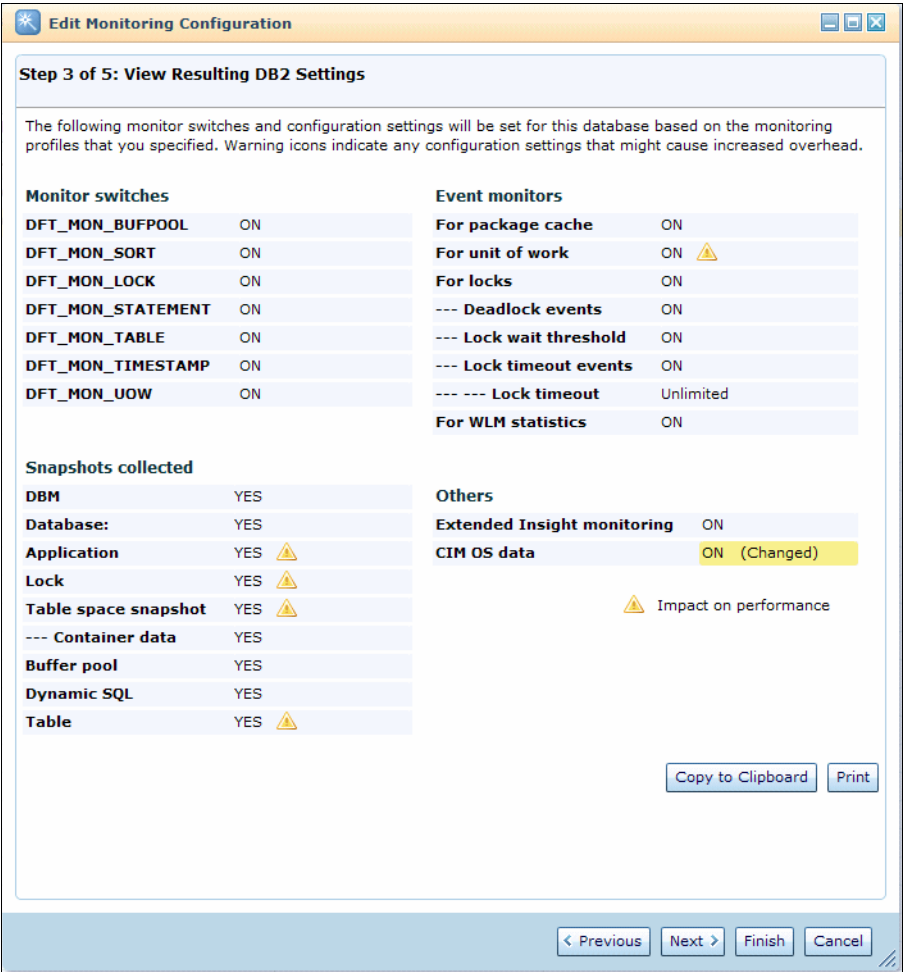 Edit Monitoring Configuration
Step 3 of 5: View Resulting DB2 Settings
The following monitor switches and configuration settings will be set for this database based on the monitoring
profiles that you specified. Warning icons indicate any configuration settings that might cause increased overhead.
Monitor switches
DFT_MON_BUFPOOL ON
DFT_MON_SORT ON
DFT_MON_LOCK ON
DFT_MON_STATEMENT ON
DFT_MON_TABLE ON
DFT_MON_TIMESTAMP ON
DFT_MON_UOW ON
Event monitors
For package cache ON
For unit of work ON
For locks ON
--- Deadlock events ON
--- Lock wait threshold ON
--- Lock timeout events ON
--- --- Lock timeout Unlimited
For WLM statistics ON
Snapshots collected
DBM YES
Database: YES
Application YES
Lock YES
Table space snapshot YES
--- Container data YES
Buffer pool YES
Dynamic SQL YES
Table YES
Others
Extended Insight monitoring ON
CIM OS data ON (Changed)
Impact on performance
Copy to Clipboard Print
< Previous Next > Finish Cancel